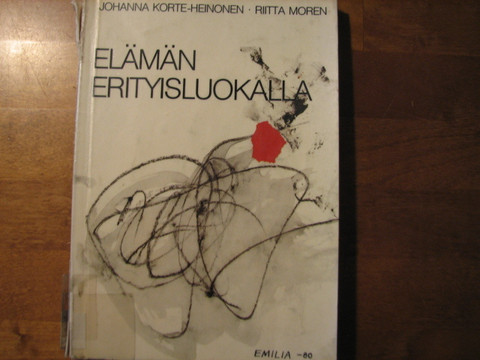 JOHANNA KORTE-HEINONEN · RIITTA MOREN
ELÄMÄN
ERITYISLUOKALLA
EMILIA -80